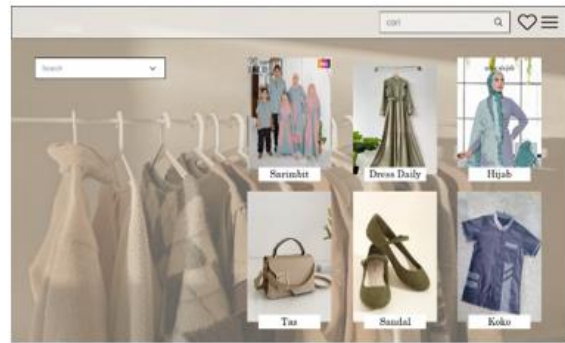 cari
Search
Sarimbit
Dress Daily
Hijab
Tas
Sandal
Koko